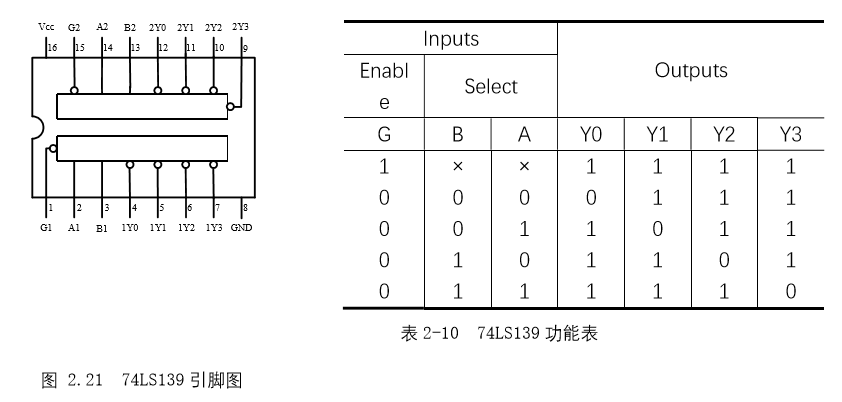 Vcc G2 A2 B2 2Y0 2Y1 2Y2 2Y3
16 15 14 13 12 11 10 9
1 2 3 4 5 6 7 8
G1 A1 B1 1Y0 1Y1 1Y2 1Y3 GND
图 2.21 74LS139 引脚图
Inputs Outputs
Enabl
e
Select
G B A Y0 Y1 Y2 Y3
1 × × 1 1 1 1
0 0 0 0 1 1 1
0 0 1 1 0 1 1
0 1 0 1 1 0 1
0 1 1 1 1 1 0
表 2-10 74LS139 功能表